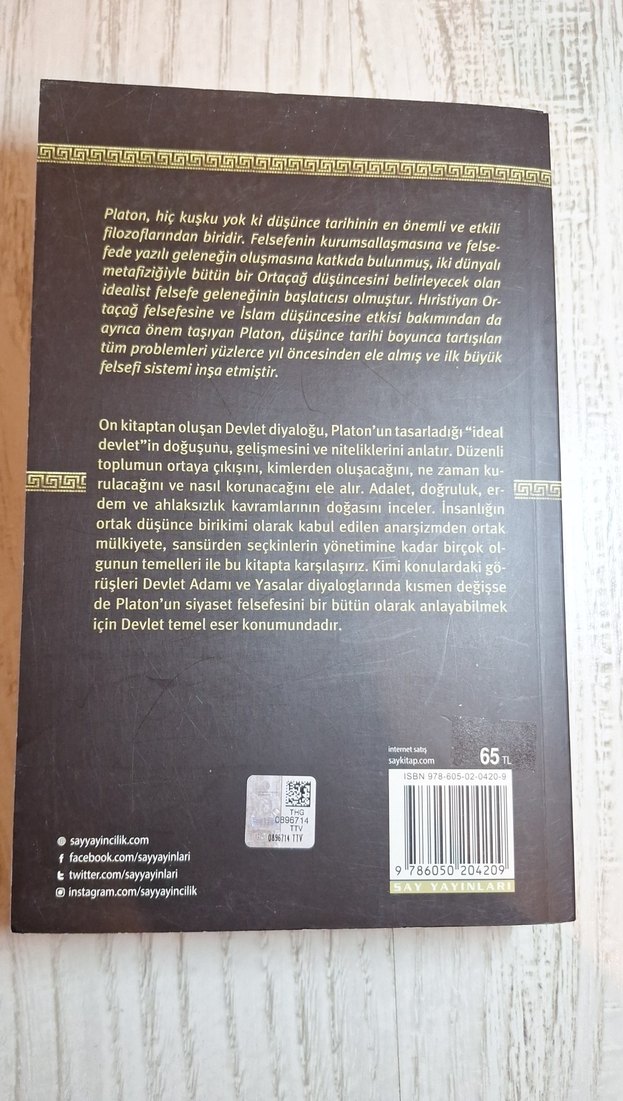 Platon, hiç kuşku yok ki düşünce tarihinin en önemli ve etkili
filozoflarından biridir. Felsefenin kurumsallaşmasına ve felse-
fede yazılı geleneğin oluşmasına katkıda bulunmuş, iki dünyalı
metafiziğiyle bütün bir Ortaçağ düşüncesini belirleyecek olan
idealist felsefe geleneğinin başlatıcısı olmuştur. Hıristiyan Or-
taçağ felsefesine ve İslam düşüncesine etkisi bakımından da
ayrıca önem taşıyan Platon, düşünce tarihi boyunca tartışılan
tüm problemleri yüzlerce yıl öncesinden ele almış ve ilk büyük
felsefi sistemi inşa etmiştir.
On kitaptan oluşan Devlet diyaloğu, Platon'un tasarladığı “ideal
devlet”in doğuşunu, gelişmesini ve niteliklerini anlatır. Düzenli
toplumun ortaya çıkışını, kimlerden oluşacağını, ne zaman ku-
rulacağını ve nasıl korunacağını ele alır. Adalet, doğruluk, er-
dem ve ahlaksızlık kavramlarının doğasını inceler. İnsanlığın
ortak düşünce birikimi olarak kabul edilen anarşizmden ortak
mülkiyete, sansürden seçkinlerin yönetimine kadar birçok ol-
gunun temelleri ile bu kitapta karşılaşırız. Kimi konulardaki gö-
rüşleri Devlet Adamı ve Yasalar diyaloglarında kısmen değişse
de Platon'un siyaset felsefesini bir bütün olarak anlayabilmek
için Devlet temel eser konumundadır.
internet satış
saykitap.com
65 TL
ISBN 978-605-02-0420-9
9 786050 204209
SAY YAYINLARI
THG
0896714
TTV
0896714 TTV
sayyayincilik.com
facebook.com/sayyayinlari
twitter.com/sayyayinlari
instagram.com/sayyayincilik